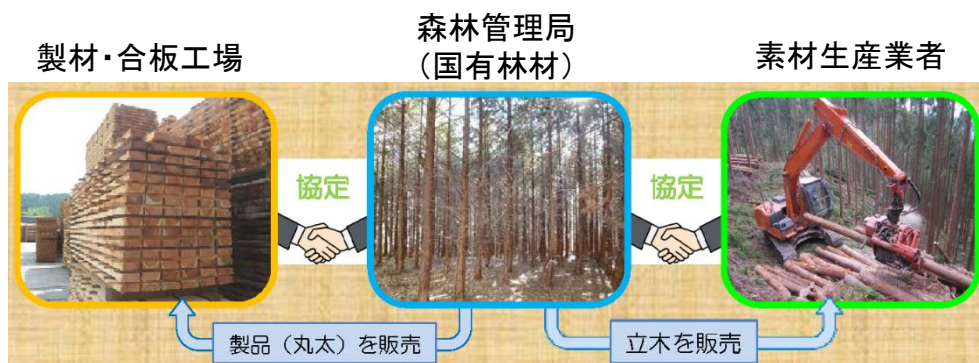 製材・合板工場
森林管理局
（国有林材）
素材生産業者
協定
協定
製品（丸太）を販売
立木を販売